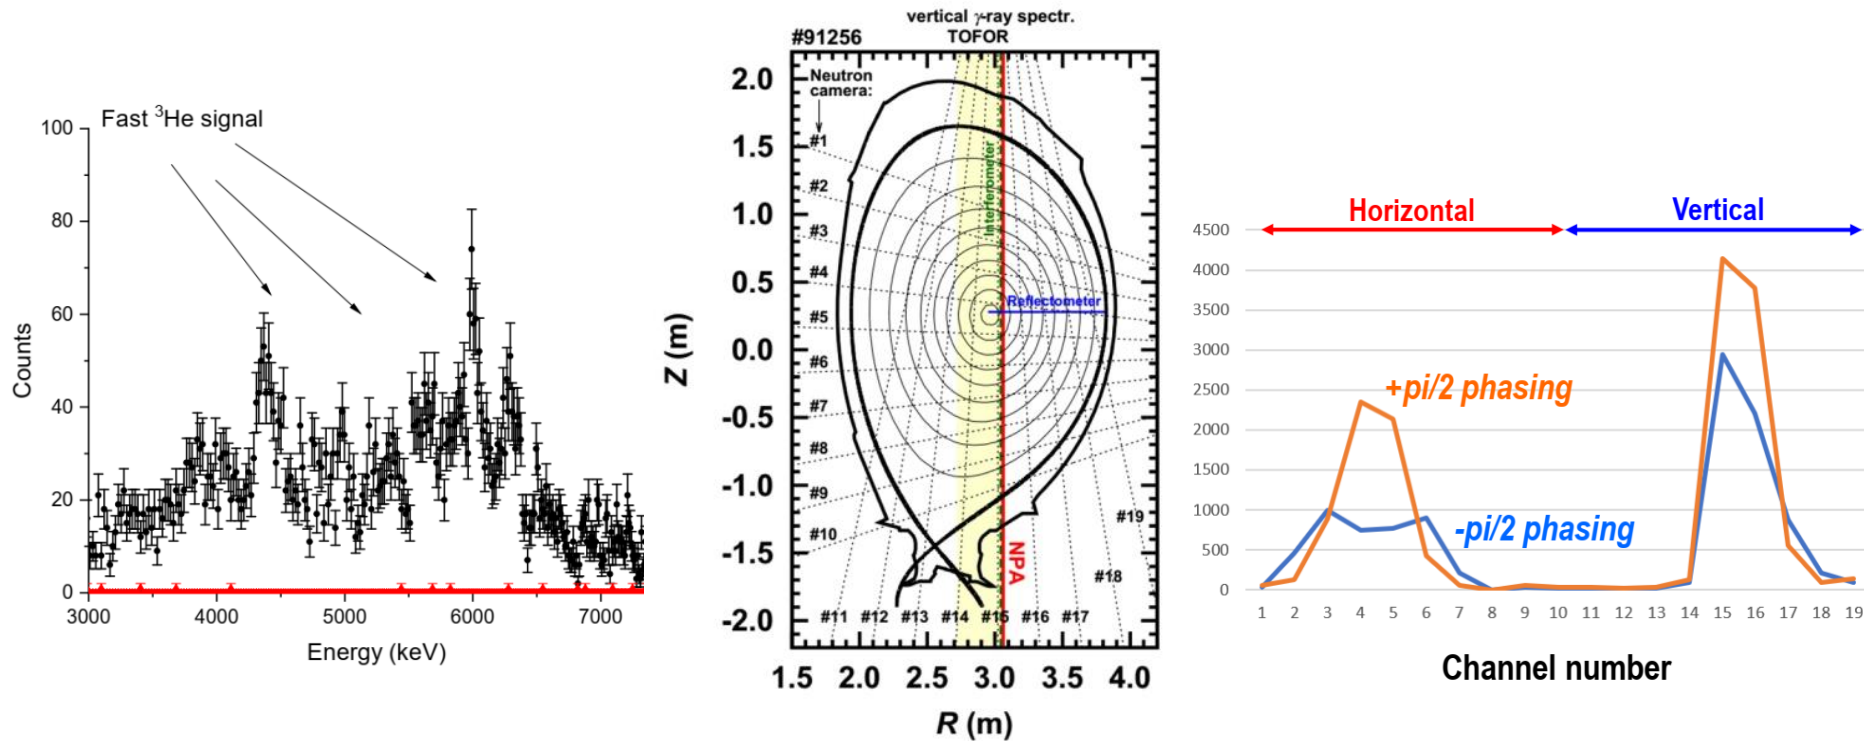 Fast ³He signal
100
80
60
40
20
0
Counts
3000 4000 5000 6000 7000
Energy (keV)
vertical γ-ray spectr.
#91256 TOFOR
Neutron
camera:
2.0
1.5
1.0
0.5
0.0
-0.5
-1.0
-1.5
-2.0
Z (m)
#1
#2
#3
#4
#5
#6
#7
#8
#9
#10
Interferometer
Reflectometer
NPA
#19
#18
#11 #12 #13 #14 #15 #16 #17
1.5 2.0 2.5 3.0 3.5 4.0
R (m)
Horizontal Vertical
4500
4000
3500
3000
2500
2000
1500
1000
500
0
+pi/2 phasing
-pi/2 phasing
1 2 3 4 5 6 7 8 9 10 11 12 13 14 15 16 17 18 19
Channel number